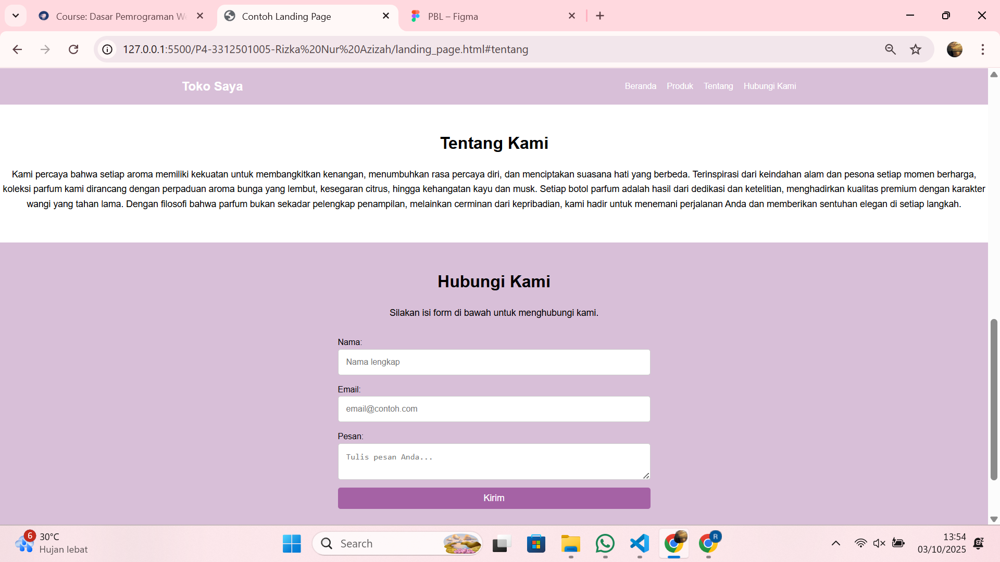 Course: Dasar Pemrograman We
Contoh Landing Page
PBL – Figma
127.0.0.1:5500/P4-3312501005-Rizka%20Nur%20Azizah/landing_page.html#tentang
Toko Saya
Beranda Produk Tentang Hubungi Kami
Tentang Kami
Kami percaya bahwa setiap aroma memiliki kekuatan untuk membangkitkan kenangan, menumbuhkan rasa percaya diri, dan menciptakan suasana hati yang berbeda. Terinspirasi dari keindahan alam dan pesona setiap momen berharga,
koleksi parfum kami dirancang dengan perpaduan aroma bunga yang lembut, kesegaran citrus, hingga kehangatan kayu dan musk. Setiap botol parfum adalah hasil dari dedikasi dan ketelitian, menghadirkan kualitas premium dengan karakter
wangi yang tahan lama. Dengan filosofi bahwa parfum bukan sekadar pelengkap penampilan, melainkan cerminan dari kepribadian, kami hadir untuk menemani perjalanan Anda dan memberikan sentuhan elegan di setiap langkah.
Hubungi Kami
Silakan isi form di bawah untuk menghubungi kami.
Nama:
Nama lengkap
Email:
email@contoh.com
Pesan:
Tulis pesan Anda...
Kirim
6
30°C
Hujan lebat
Search
R
13:54
03/10/2025